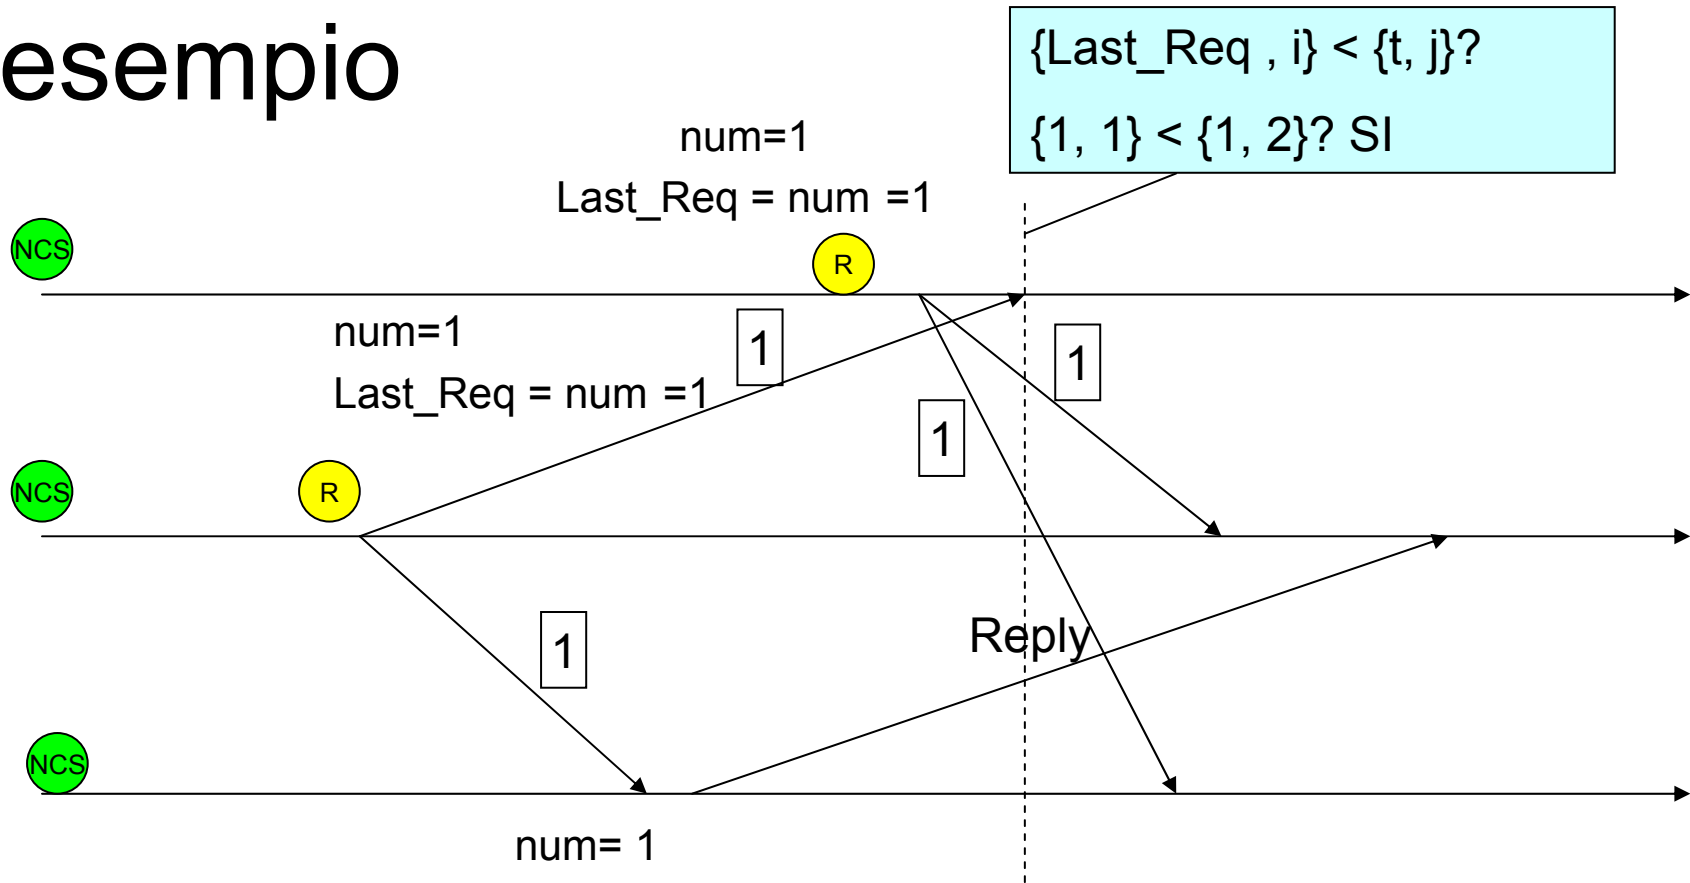 esempio
{Last_Req , i} < {t, j}?
{1, 1} < {1, 2}? SI
num=1
Last_Req = num =1
NCS
R
num=1
Last_Req = num =1
1
1
1
NCS
R
1
Reply
NCS
num= 1